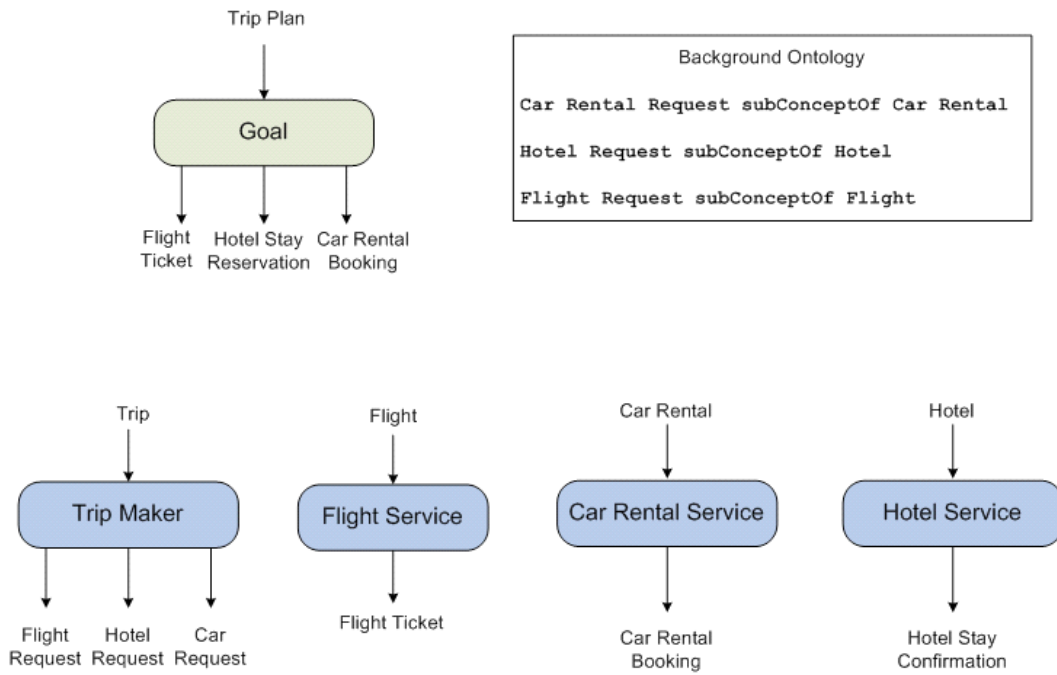 Trip Plan
Goal
Flight
Ticket
Hotel Stay
Reservation
Car Rental
Booking
Background Ontology
Car Rental Request subConceptOf Car Rental
Hotel Request subConceptOf Hotel
Flight Request subConceptOf Flight
Trip
Trip Maker
Flight
Request
Hotel
Request
Car
Request
Flight
Flight Service
Flight Ticket
Car Rental
Car Rental Service
Car Rental
Booking
Hotel
Hotel Service
Hotel Stay
Confirmation